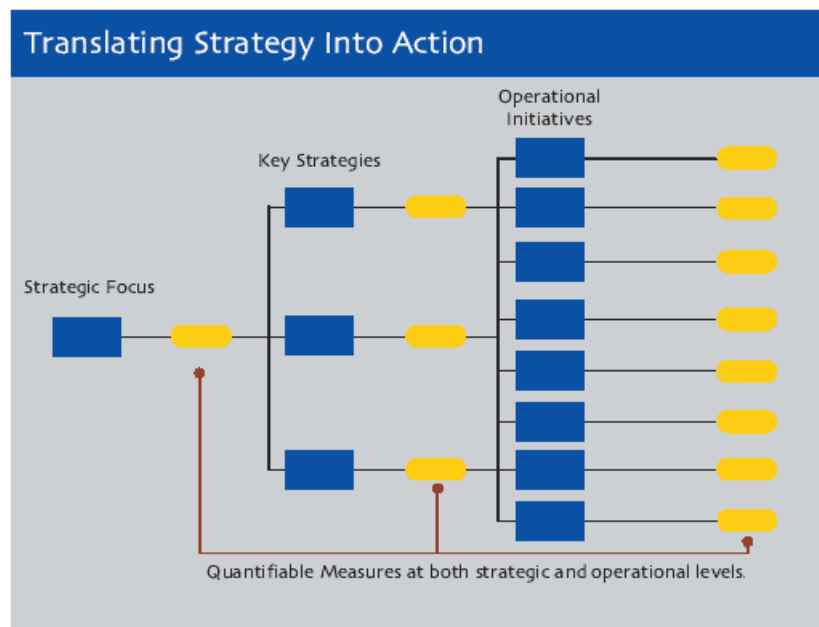 Translating Strategy Into Action
Operational
Initiatives
Key Strategies
Strategic Focus
Quantifiable Measures at both strategic and operational levels.